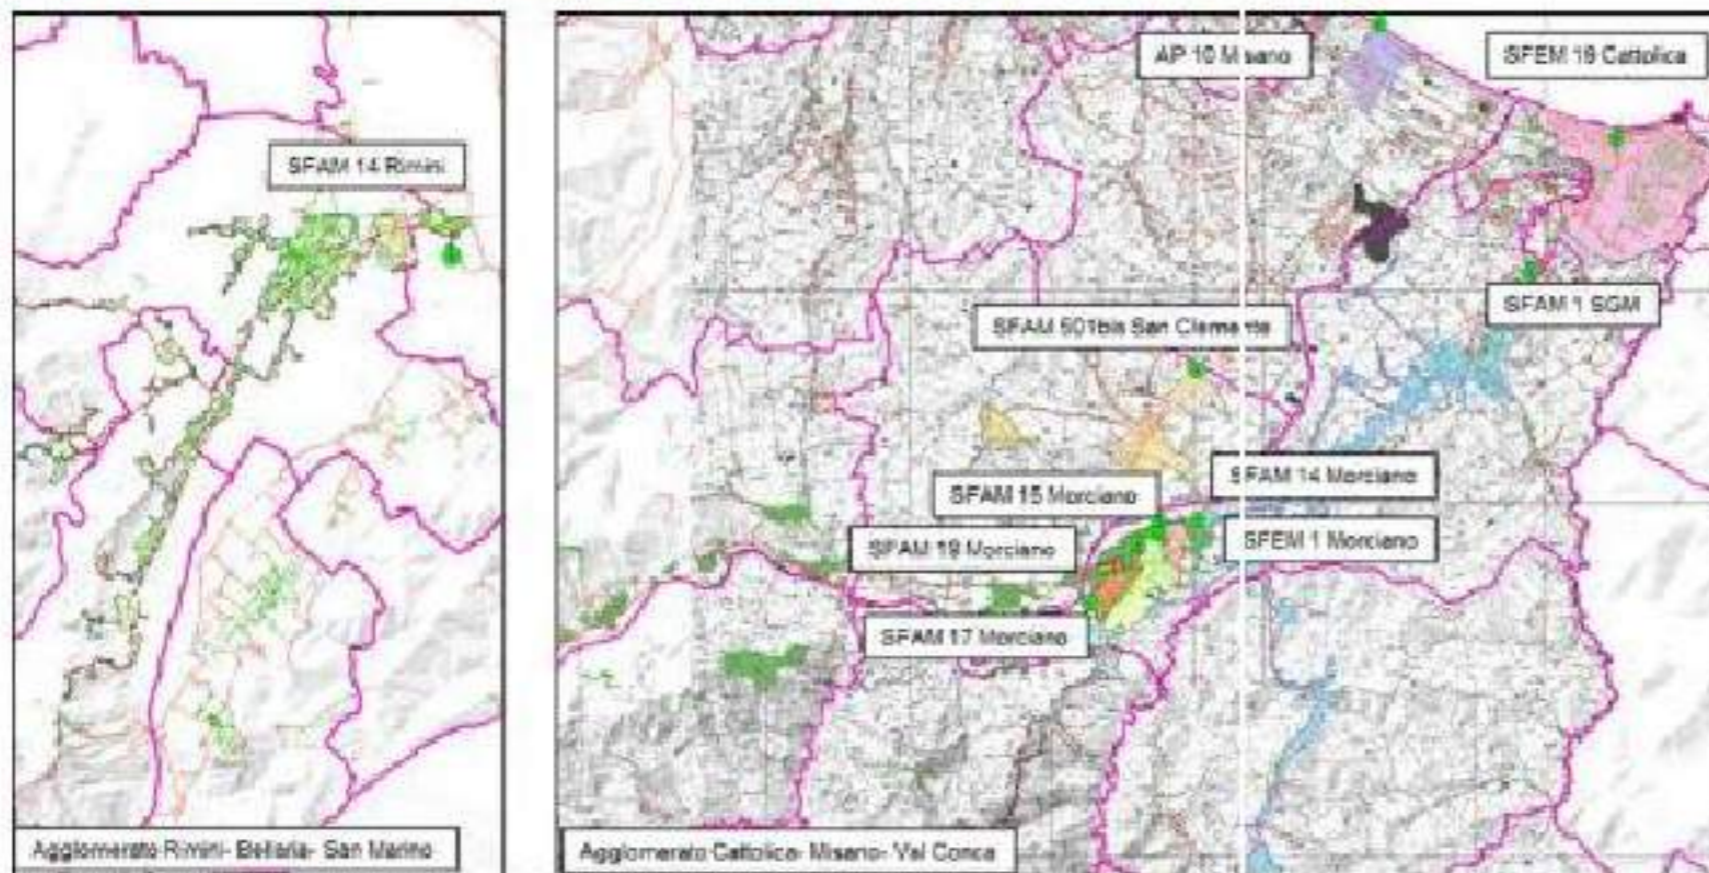 AP 10 Misano
SFEM 19 Cattolica
SFAM 14 Rimini
SFAM 1 SGM
SFAM 501bis San Clemente
SFAM 14 Morciano
SFAM 15 Morciano
SFEM 1 Morciano
SFAM 19 Morciano
SFAM 17 Morciano
Agglomerato Rimini- Bellaria- San Marino
Agglomerato Cattolica- Misano- Val Conca